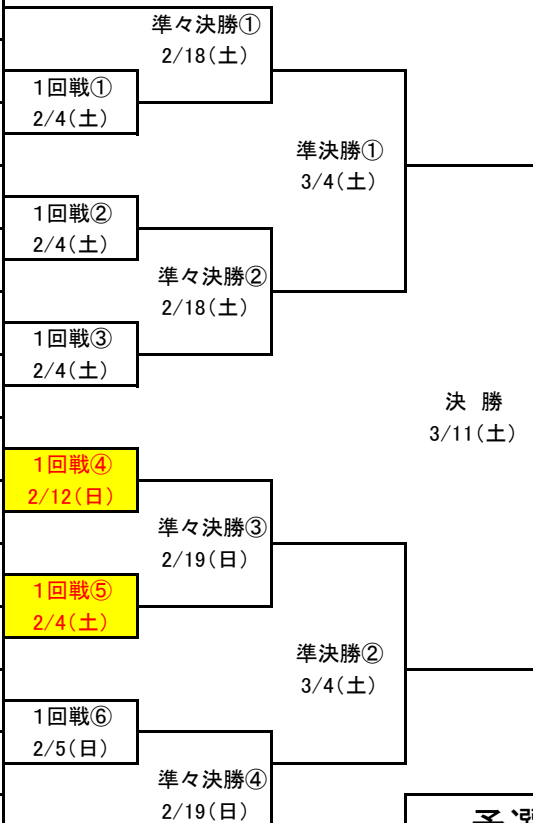 準々決勝①
2/18(土)
1回戦①
2/4(土)
準決勝①
3/4(土)
1回戦②
2/4(土)
準々決勝②
2/18(土)
1回戦③
2/4(土)
決 勝
3/11(土)
1回戦④
2/12(日)
準々決勝③
2/19(日)
1回戦⑤
2/4(土)
準決勝②
3/4(土)
1回戦⑥
2/5(日)
準々決勝④
2/19(日)